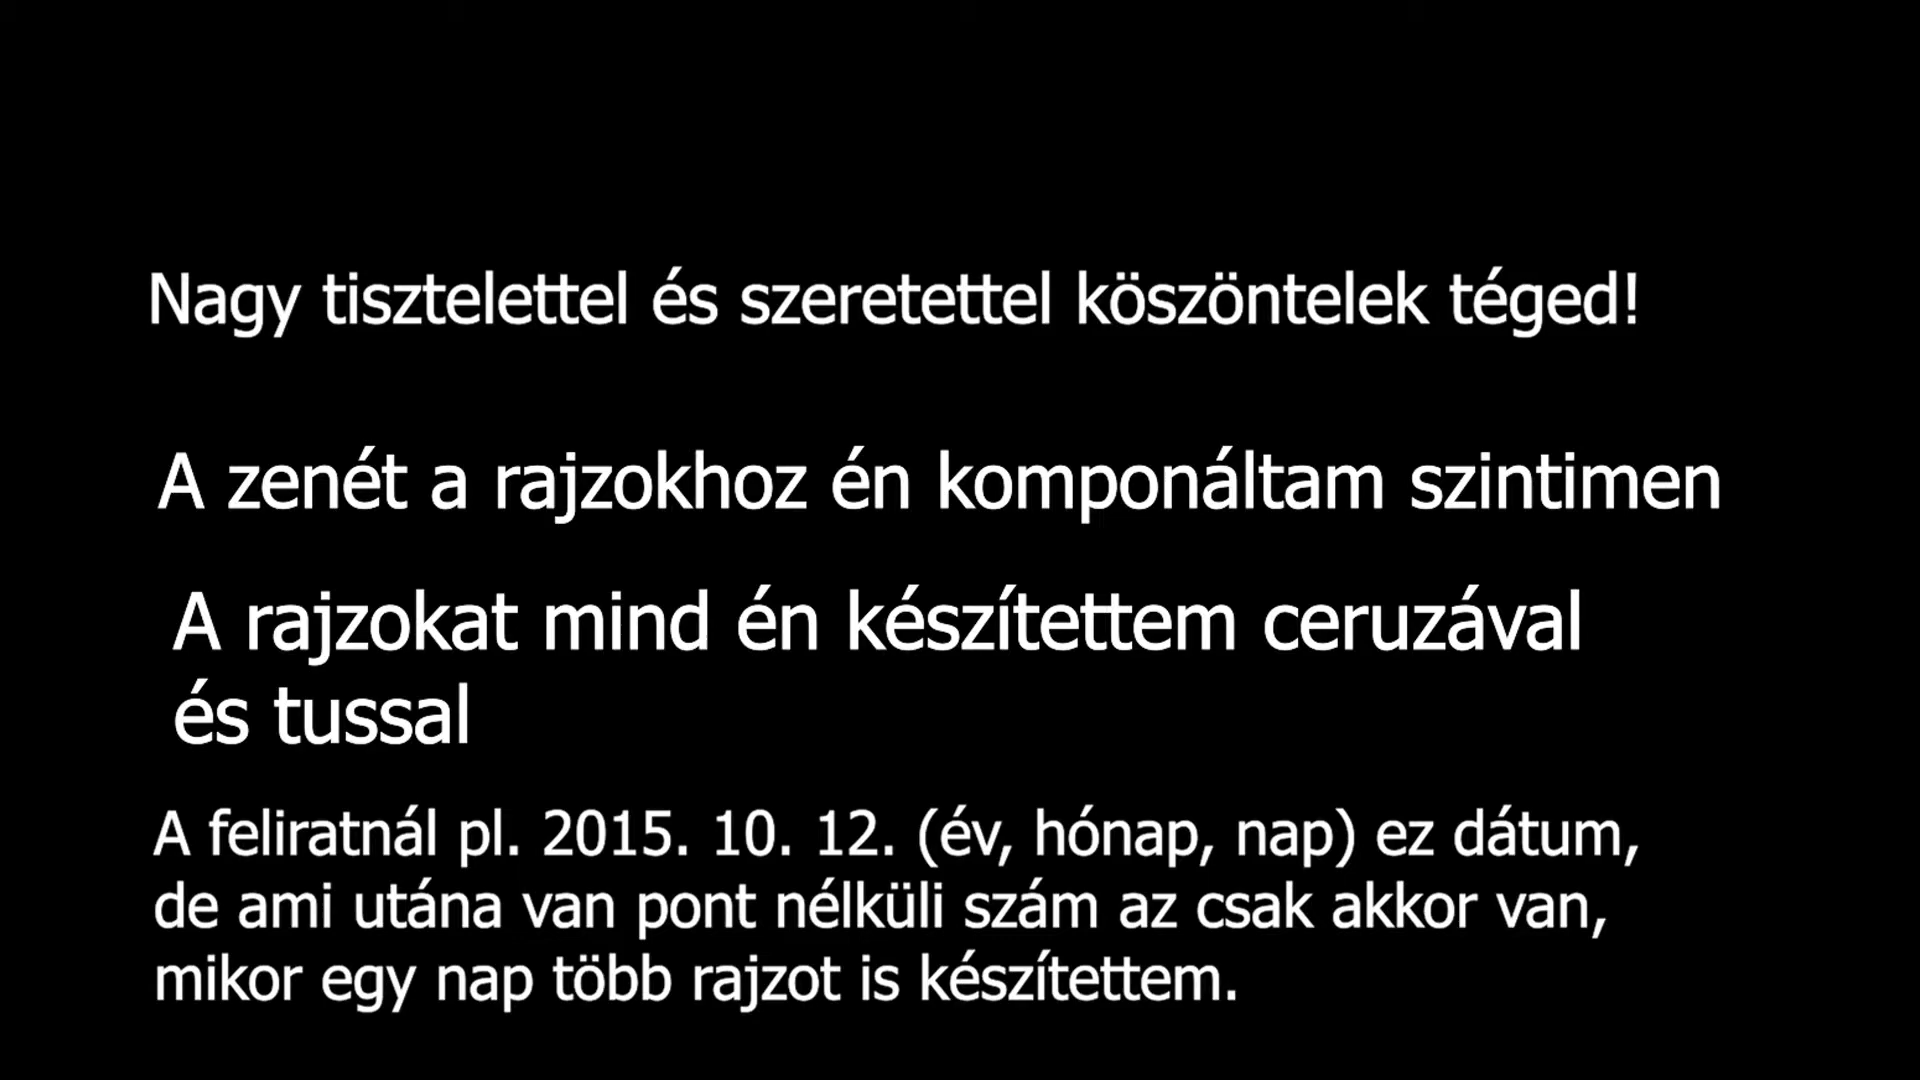 Nagy tisztelettel és szeretettel köszöntelek téged!
A zenét a rajzokhoz én komponáltam szintimen
A rajzokat mind én készítettem ceruzával
és tussal
A feliratnál pl. 2015. 10. 12. (év, hónap, nap) ez dátum,
de ami utána van pont nélküli szám az csak akkor van,
mikor egy nap több rajzot is készítettem.